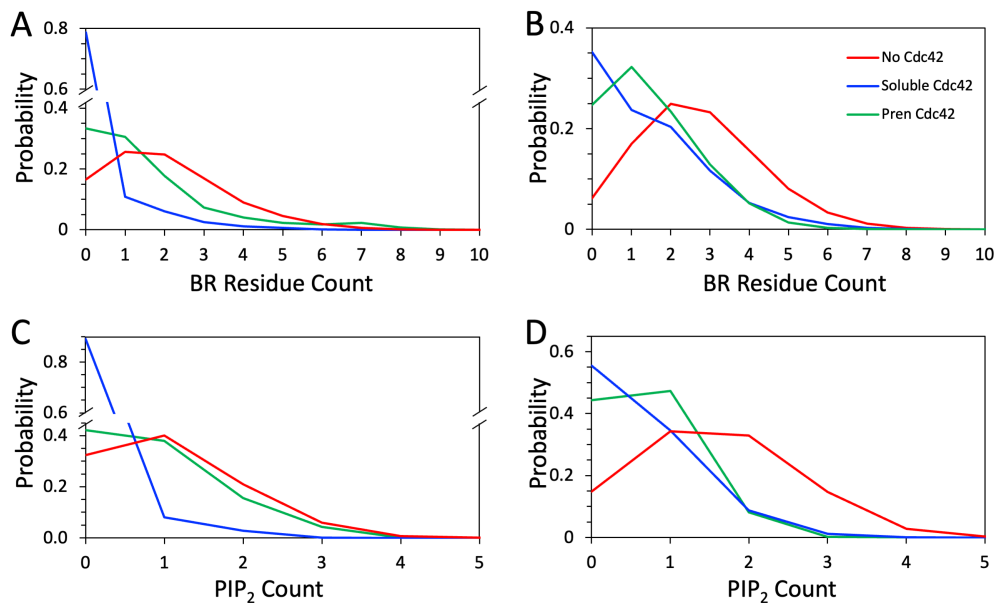 A
B
0.8
0.6
0.4
0.2
0
Probability
0 1 2 3 4 5 6 7 8 9 10
BR Residue Count
0.4
0.2
0
Probability
No Cdc42
Soluble Cdc42
Pren Cdc42
0 1 2 3 4 5 6 7 8 9 10
BR Residue Count
C
D
0.8
0.6
0.4
0.2
0.0
Probability
0 1 2 3 4 5
PIP₂ Count
0.6
0.4
0.2
0
Probability
0 1 2 3 4 5
PIP₂ Count